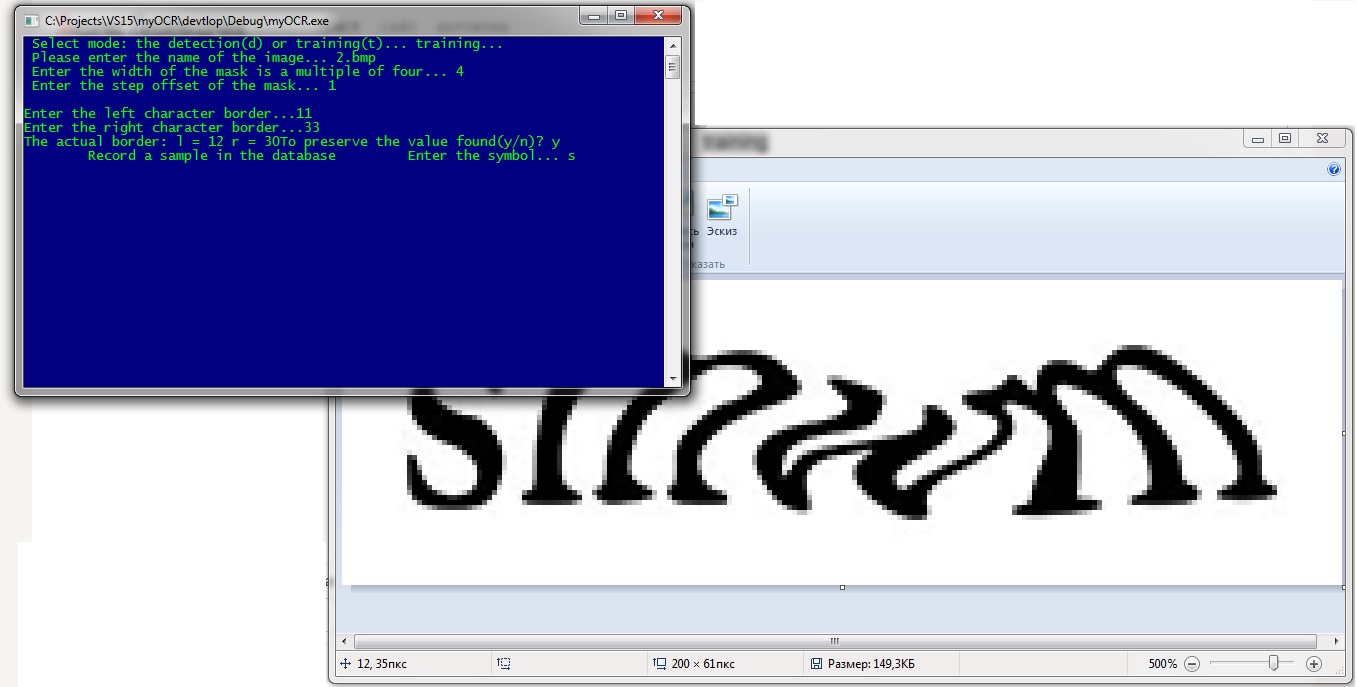 C:\Projects\VS15\myOCR\devtlop\Debug\myOCR.exe
Select mode: the detection(d) or training(t)... training...
Please enter the name of the image... 2.bmp
Enter the width of the mask is a multiple of four... 4
Enter the step offset of the mask... 1
Enter the left character border...11
Enter the right character border...33
The actual border: l = 12 r = 30To preserve the value found(y/n)? y
Record a sample in the database Enter the symbol... s
training
Эскиз
казать
12, 35пкс
200 × 61пкс
Размер: 149,3КБ
500%